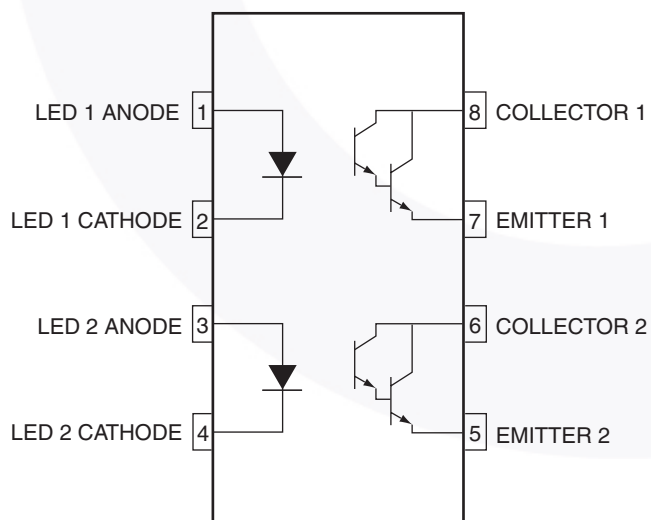 LED 1 ANODE 1
8 COLLECTOR 1
LED 1 CATHODE 2
7 EMITTER 1
LED 2 ANODE 3
6 COLLECTOR 2
LED 2 CATHODE 4
5 EMITTER 2